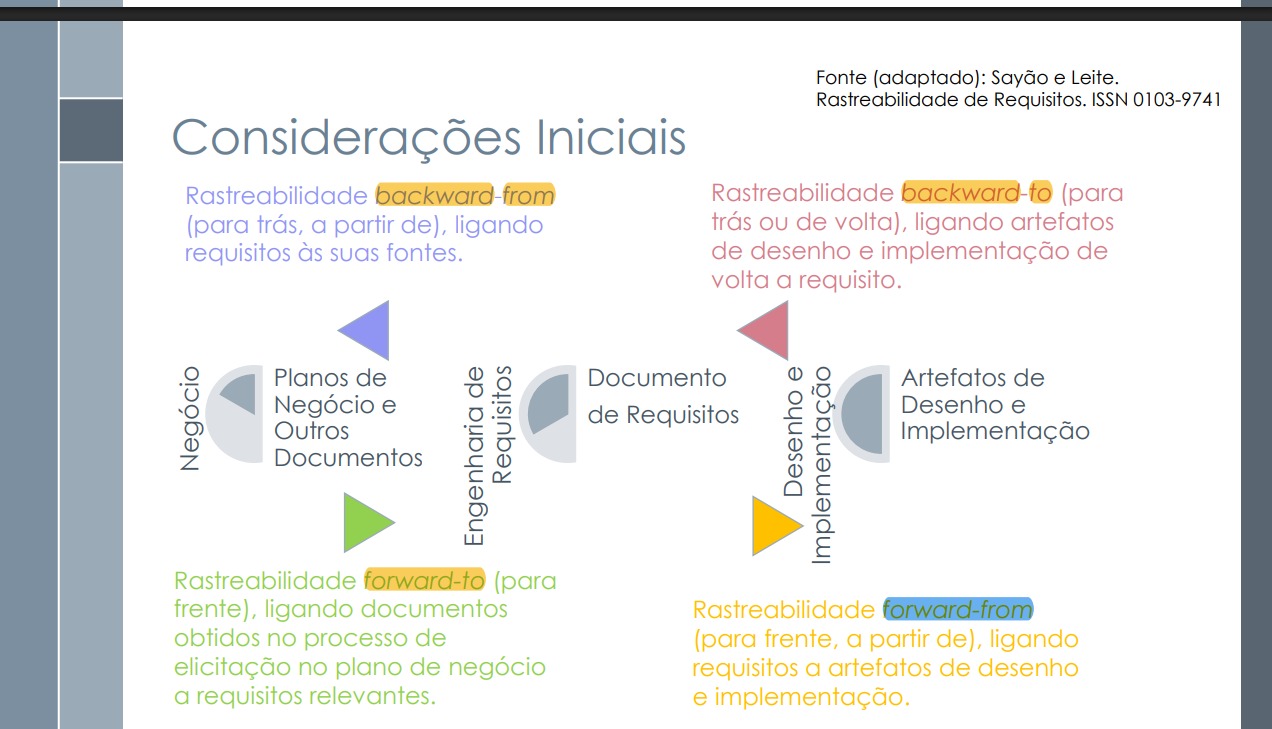 Fonte (adaptado): Sayão e Leite.
Rastreabilidade de Requisitos. ISSN 0103-9741
Considerações Iniciais
Rastreabilidade backward-from
(para trás, a partir de), ligando
requisitos às suas fontes.
Rastreabilidade backward-to (para
trás ou de volta), ligando artefatos
de desenho e implementação de
volta a requisito.
Negócio
Planos de
Negócio e
Outros
Documentos
Engenharia de
Requisitos
Documento
de Requisitos
Desenho e
Implementação
Artefatos de
Desenho e
Implementação
Rastreabilidade forward-to (para
frente), ligando documentos
obtidos no processo de
elicitação no plano de negócio
a requisitos relevantes.
Rastreabilidade forward-from
(para frente, a partir de), ligando
requisitos a artefatos de desenho
e implementação.